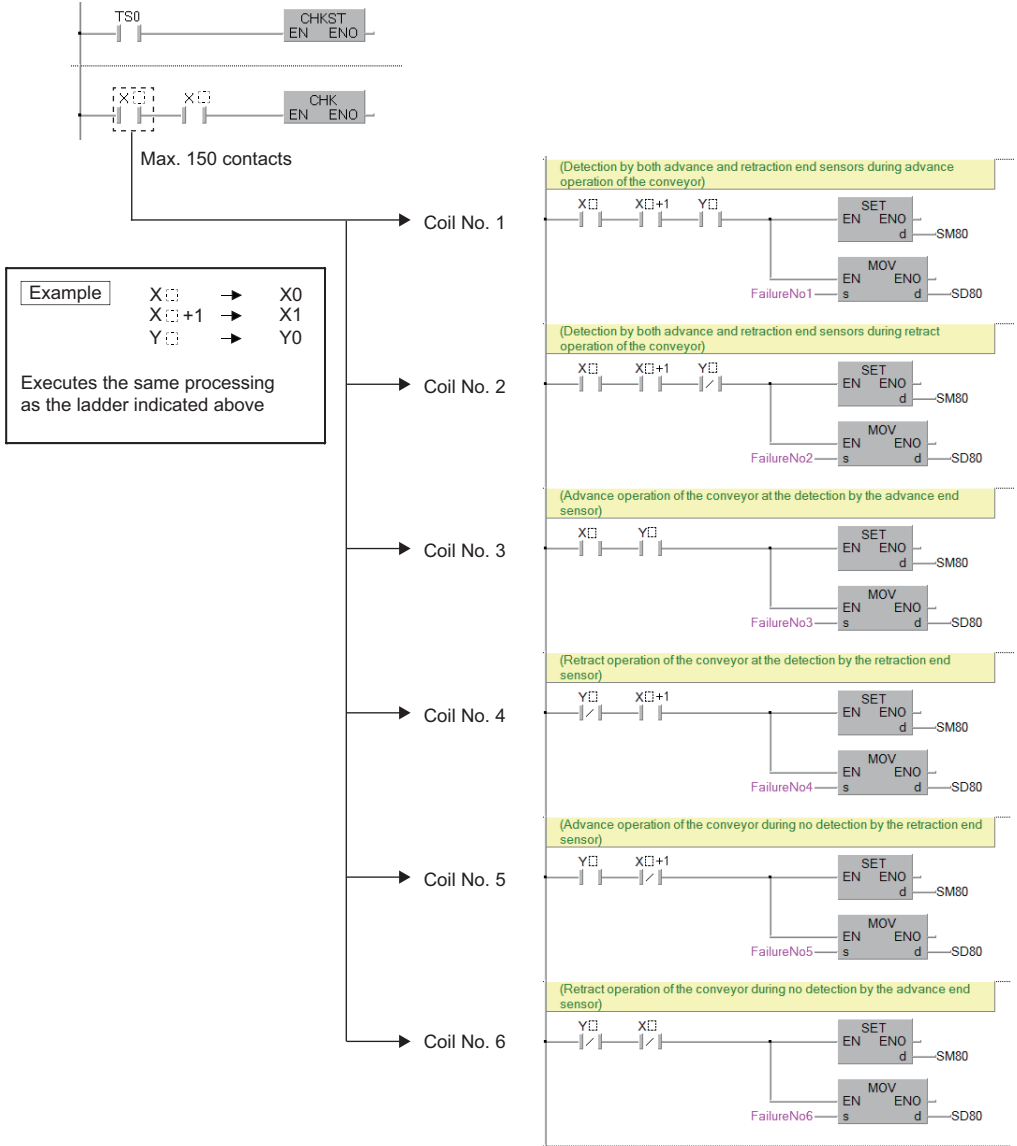 TS0
CHKST
EN ENO
X⬚ X⬚
CHK
EN ENO
Max. 150 contacts
Example
X⬚ → X0
X⬚+1 → X1
Y⬚ → Y0
Executes the same processing
as the ladder indicated above
Coil No. 1
(Detection by both advance and retraction end sensors during advance
operation of the conveyor)
X⬚ X⬚+1 Y⬚
SET
EN ENO
d SM80
MOV
EN ENO
FailureNo1 s d SD80
Coil No. 2
(Detection by both advance and retraction end sensors during retract
operation of the conveyor)
X⬚ X⬚+1 Y⬚
SET
EN ENO
d SM80
MOV
EN ENO
FailureNo2 s d SD80
Coil No. 3
(Advance operation of the conveyor at the detection by the advance end
sensor)
X⬚ Y⬚
SET
EN ENO
d SM80
MOV
EN ENO
FailureNo3 s d SD80
Coil No. 4
(Retract operation of the conveyor at the detection by the retraction end
sensor)
Y⬚ X⬚+1
SET
EN ENO
d SM80
MOV
EN ENO
FailureNo4 s d SD80
Coil No. 5
(Advance operation of the conveyor during no detection by the retraction end
sensor)
Y⬚ X⬚+1
SET
EN ENO
d SM80
MOV
EN ENO
FailureNo5 s d SD80
Coil No. 6
(Retract operation of the conveyor during no detection by the advance end
sensor)
Y⬚ X⬚
SET
EN ENO
d SM80
MOV
EN ENO
FailureNo6 s d SD80